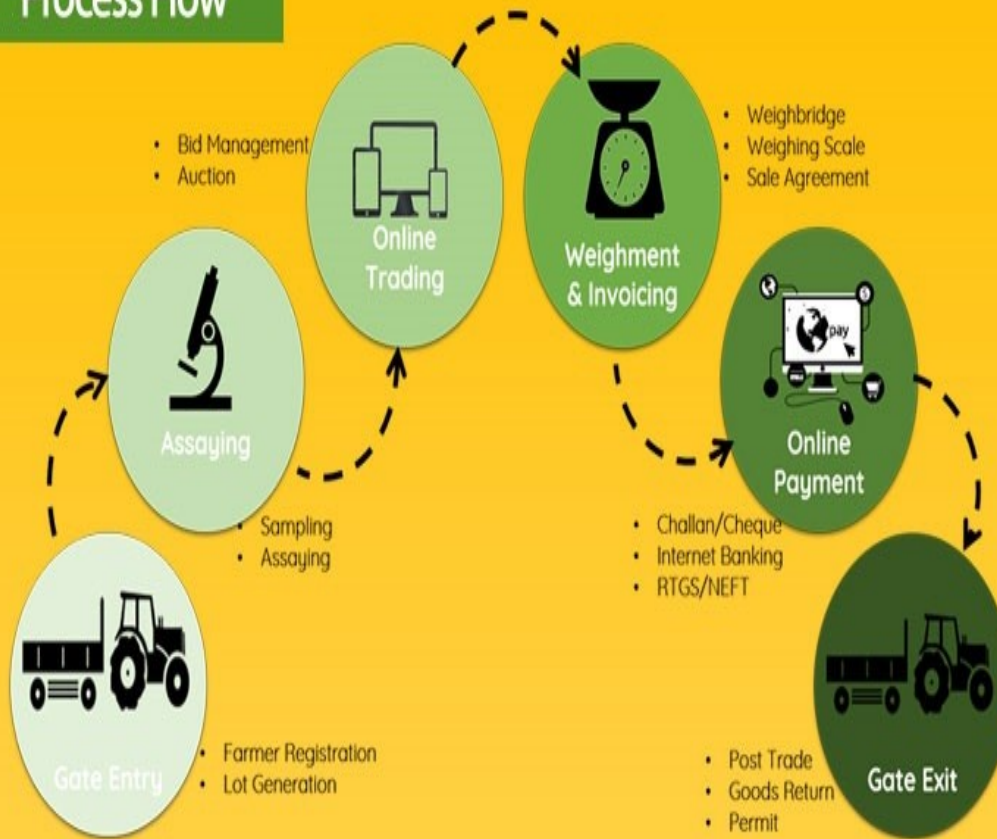 Process Flow
Gate Entry
• Farmer Registration
• Lot Generation
Assaying
• Sampling
• Assaying
Online
Trading
• Bid Management
• Auction
Weighment
& Invoicing
• Weighbridge
• Weighing Scale
• Sale Agreement
pay
Online
Payment
• Challan/Cheque
• Internet Banking
• RTGS/NEFT
Gate Exit
• Post Trade
• Goods Return
• Permit